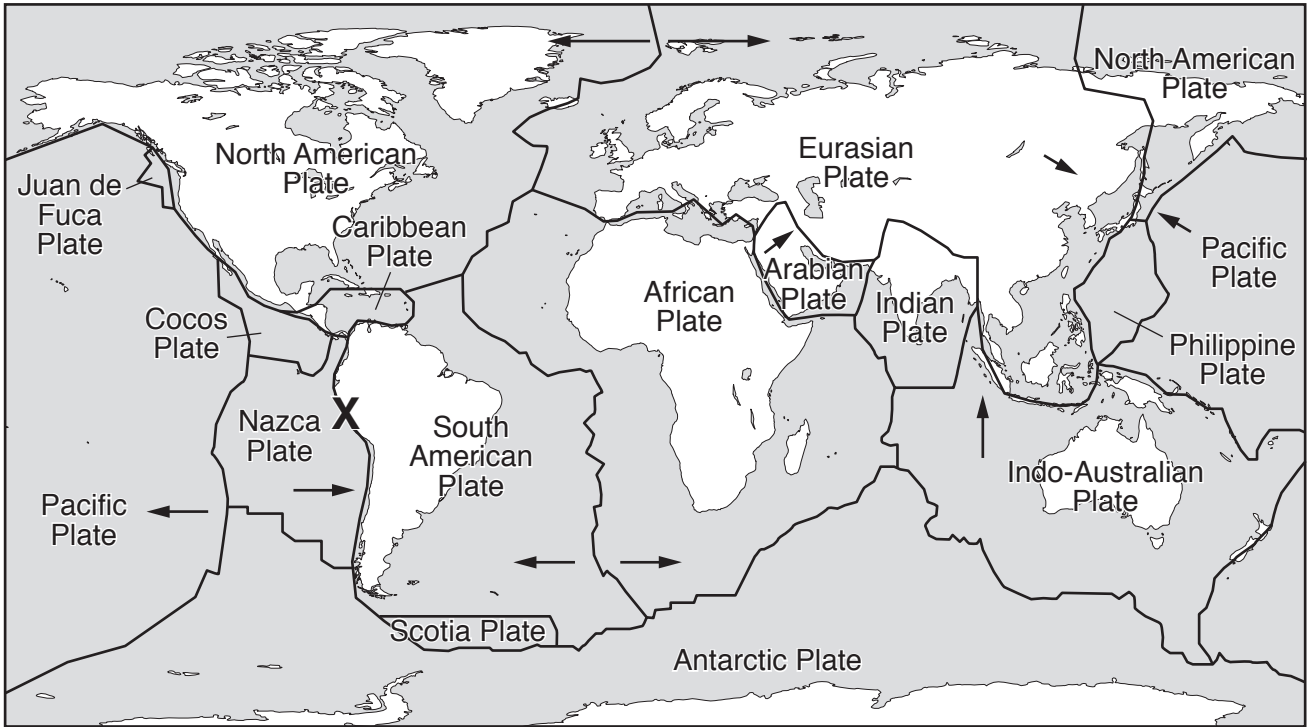 North American
Plate
North American
Plate
Eurasian
Plate
Juan de
Fuca
Plate
Caribbean
Plate
Pacific
Plate
Arabian
Plate
African
Plate
Indian
Plate
Cocos
Plate
Philippine
Plate
X
Nazca
Plate
South
American
Plate
Indo-Australian
Plate
Pacific
Plate
Scotia Plate
Antarctic Plate